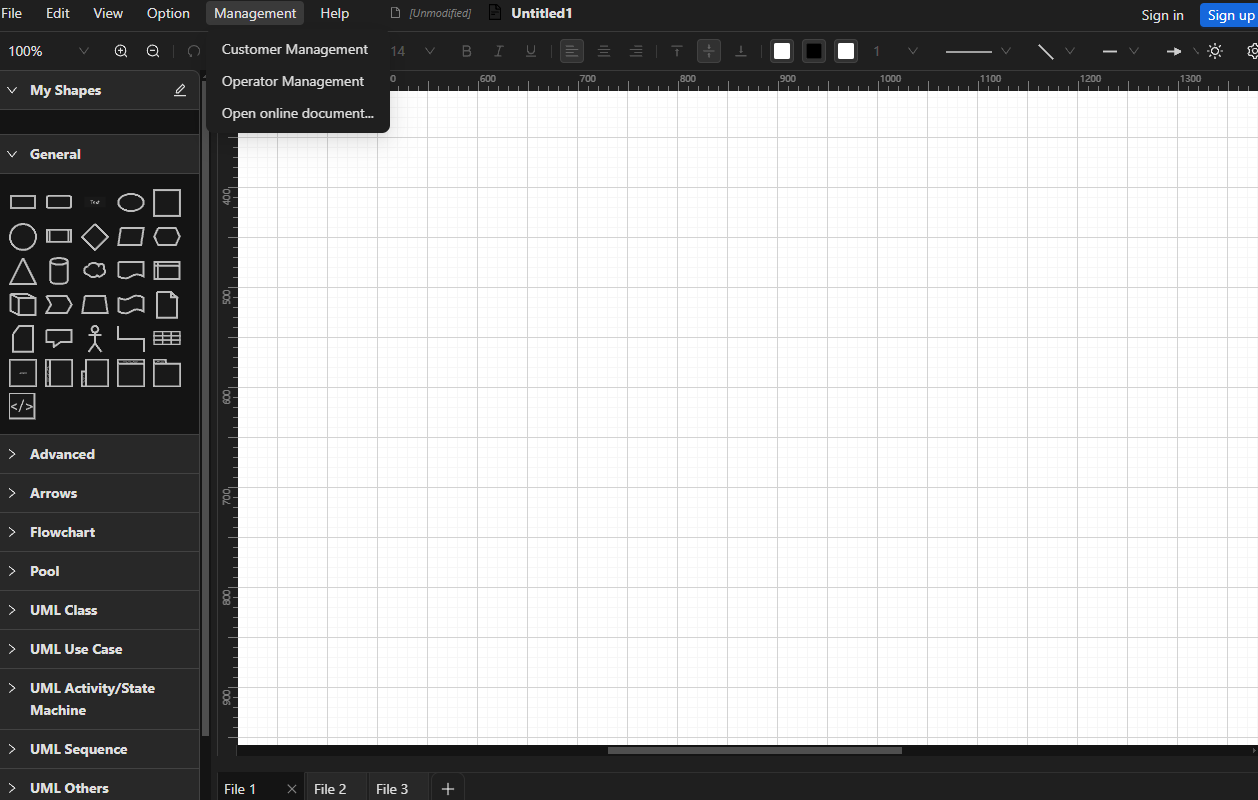 File Edit View Option Management Help [Unmodified] Untitled1 Sign in Sign up
100% 14 B I U 1
Customer Management
Operator Management
Open online document...
600 700 800 900 1000 1100 1200 1300
My Shapes
General
Text
</>
400
500
600
700
800
900
Advanced
Arrows
Flowchart
Pool
UML Class
UML Use Case
UML Activity/State
Machine
UML Sequence
UML Others
File 1 File 2 File 3